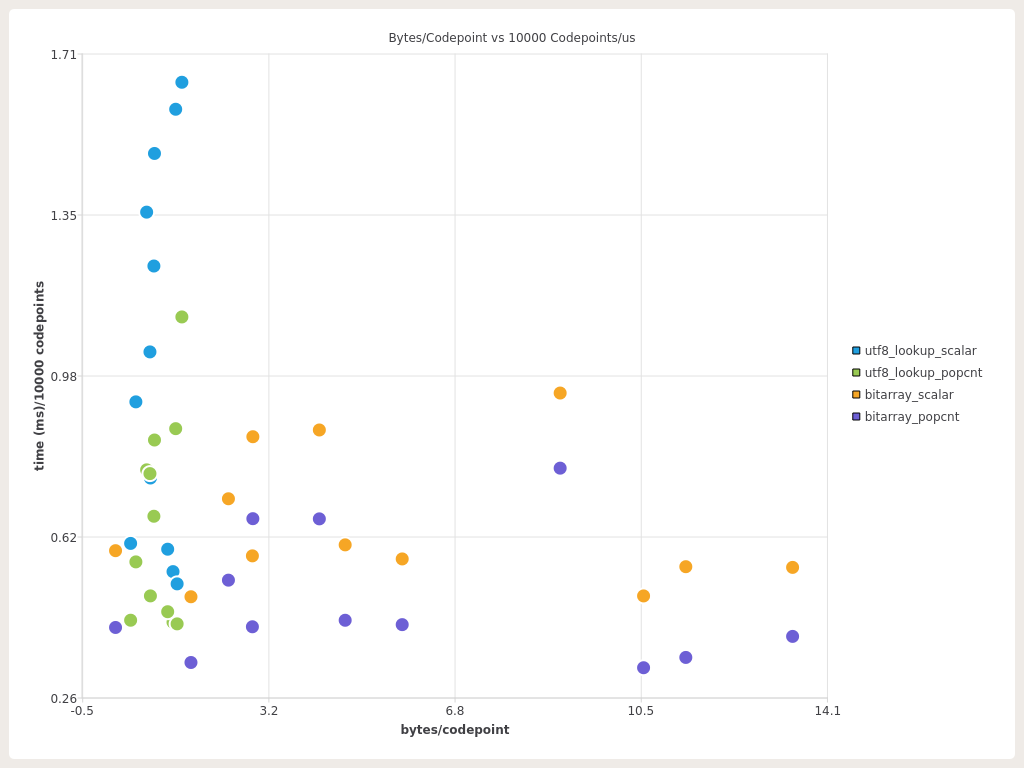 Bytes/Codepoint vs 10000 Codepoints/us
1.71
1.35
0.98
0.62
0.26
time (ms)/10000 codepoints
-0.5
3.2
6.8
10.5
14.1
bytes/codepoint
utf8_lookup_scalar
utf8_lookup_popcnt
bitarray_scalar
bitarray_popcnt